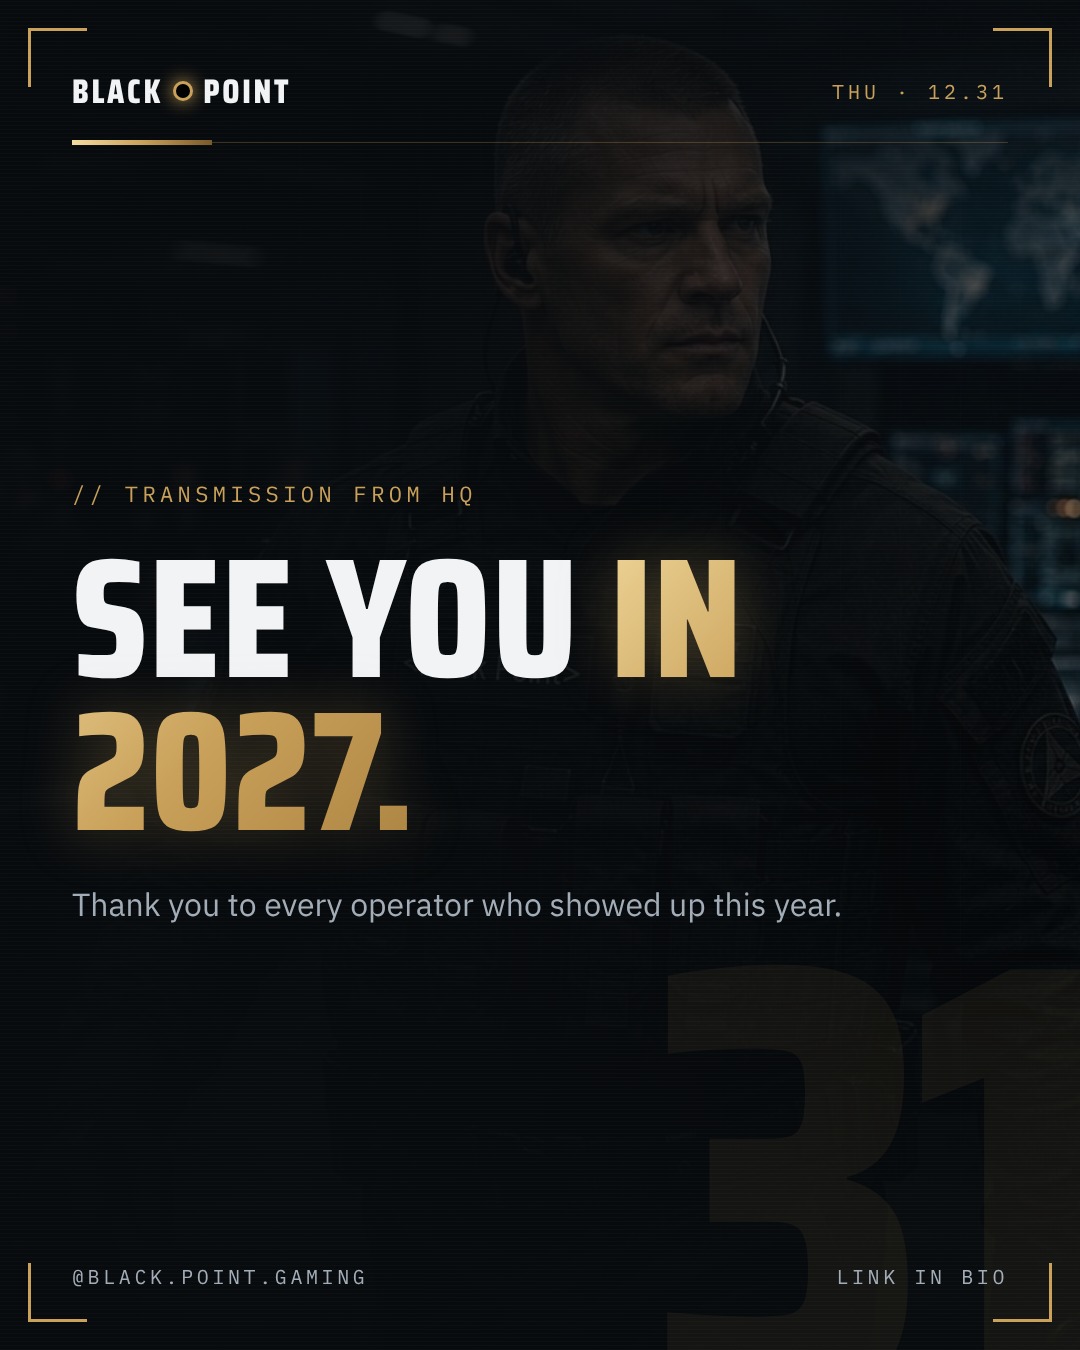 BLACK POINT
THU · 12.31
// TRANSMISSION FROM HQ
SEE YOU IN
2027.
Thank you to every operator who showed up this year.
31
@BLACK.POINT.GAMING
LINK IN BIO